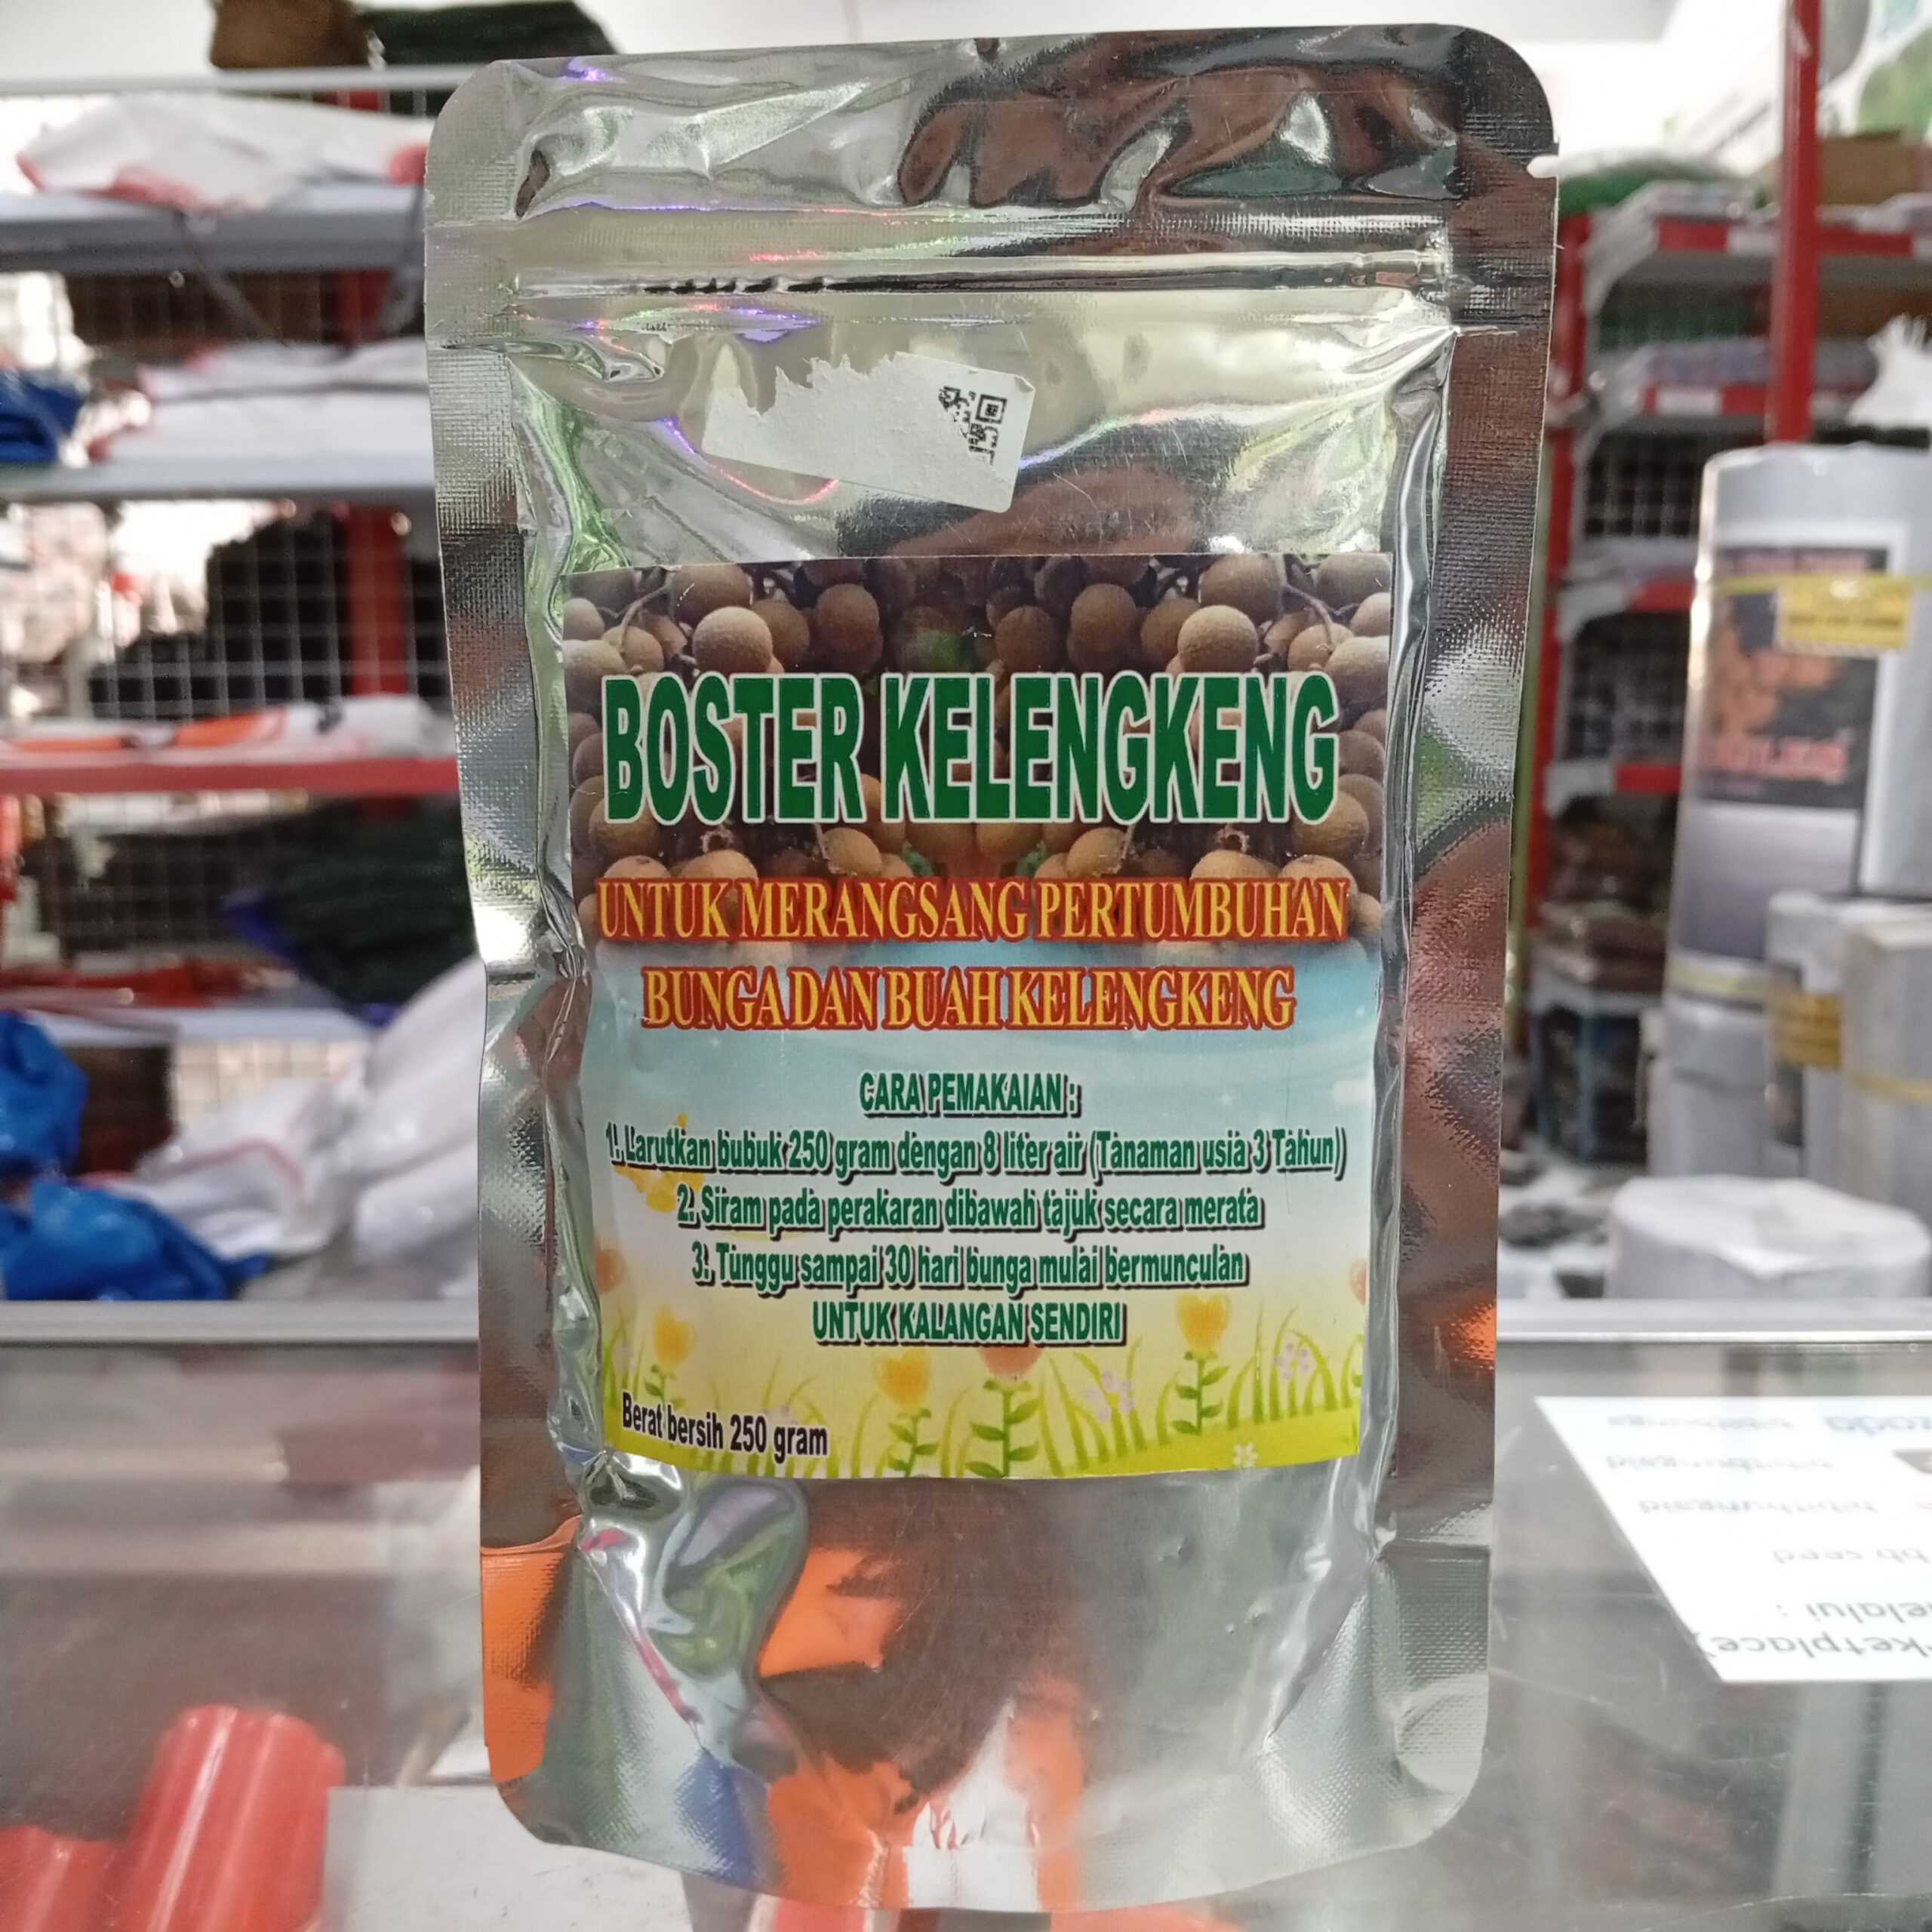 BOSTER KELENGKENG
UNTUK MERANGSANG PERTUMBUHAN
BUNGA DAN BUAH KELENGKENG
CARA PEMAKAIAN :
1. Larutkan bubuk 250 gram dengan 8 liter air (Tanaman usia 3 Tahun)
2. Siram pada perakaran dibawah tajuk secara merata
3. Tunggu sampai 30 hari bunga mulai bermunculan
UNTUK KALANGAN SENDIRI
Berat bersih 250 gram